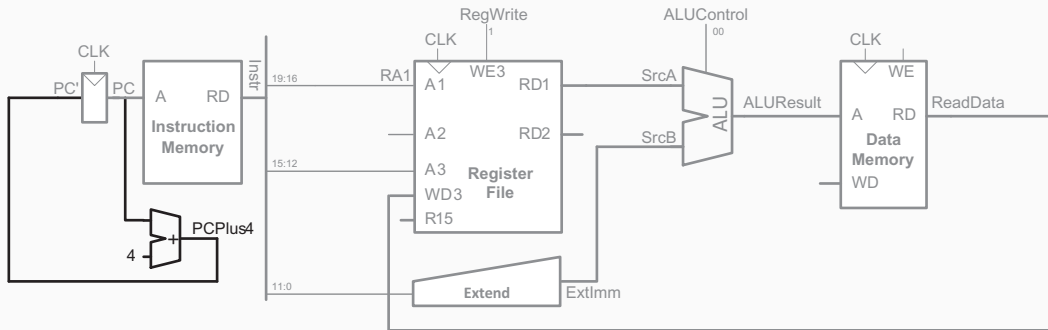 RegWrite
ALUControl
1
00
CLK
CLK
CLK
PC'
PC
Instr
19:16
RA1
WE3
SrcA
WE
A
RD
A1
RD1
ALUResult
ReadData
Instruction
Memory
A2
RD2
SrcB
ALU
A
RD
Data
Memory
15:12
A3
Register
File
WD3
WD
R15
+
PCPlus4
4
11:0
Extend
ExtImm